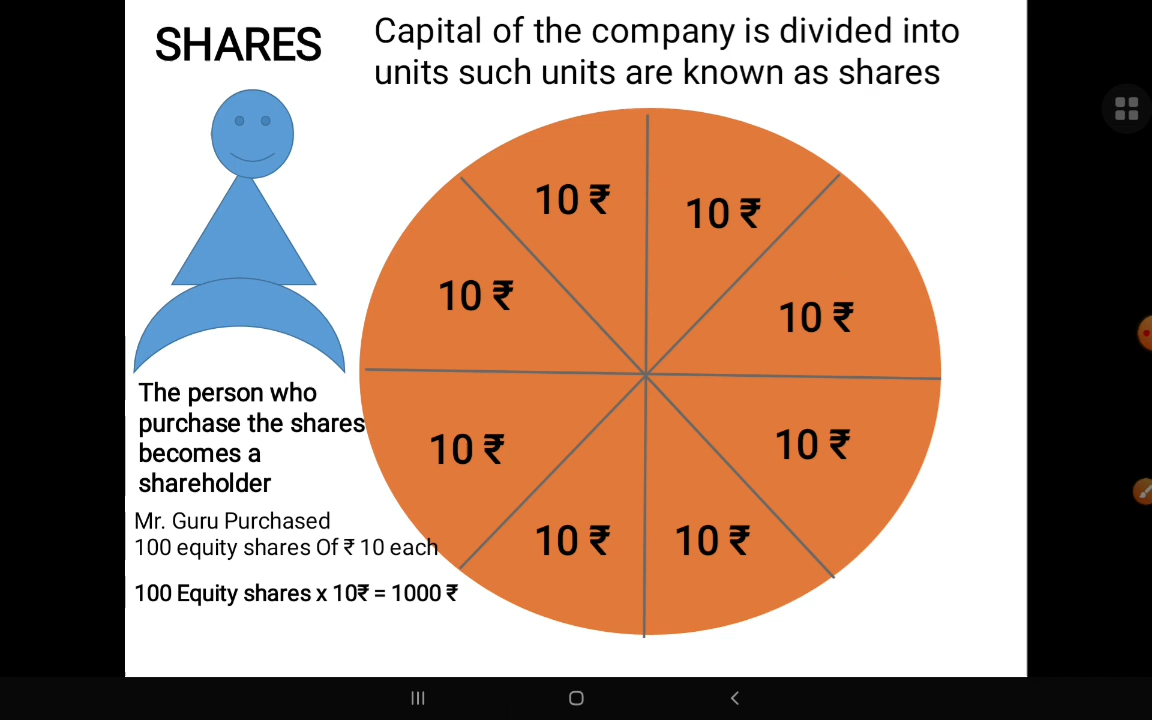 SHARES
Capital of the company is divided into
units such units are known as shares
10 ₹
10 ₹
10 ₹
10 ₹
10 ₹
10 ₹
10 ₹
10 ₹
The person who
purchase the shares
becomes a
shareholder
Mr. Guru Purchased
100 equity shares Of ₹ 10 each
100 Equity shares x 10₹ = 1000 ₹